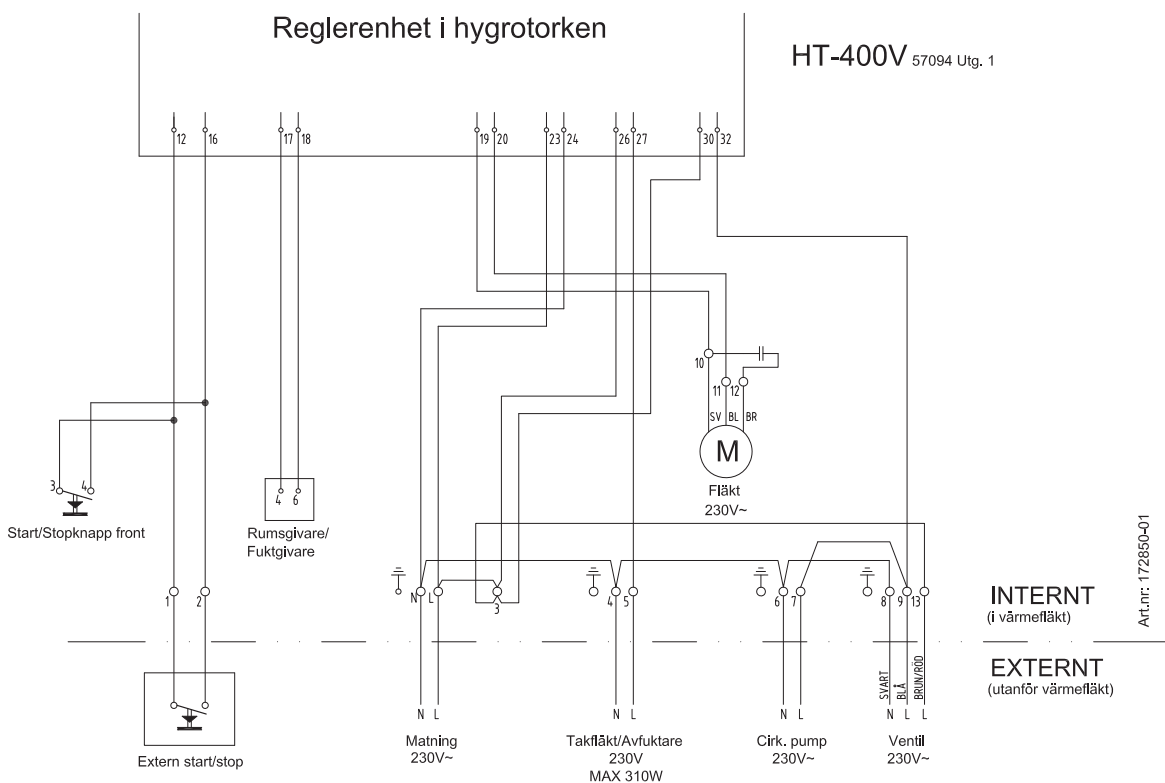 Reglerenhet i hygrotorken
HT-400V 57094 Utg. 1
12 16 17 18 19 20 23 24 26 27 30 32
10
11 12
SV BL BR
M
Fläkt
230V~
3 4
Start/Stopknapp front
4 6
Rumsgivare/
Fuktgivare
1 2 N L 3 4 5 6 7 8 9 13
INTERNT
(i värmefläkt)
Art.nr: 172850-01
EXTERNT
(utanför värmefläkt)
SVART
BLÅ
BRUN/RÖD
N L N L N L N L L
Extern start/stop
Matning
230V~
Takfläkt/Avfuktare
230V
MAX 310W
Cirk. pump
230V~
Ventil
230V~